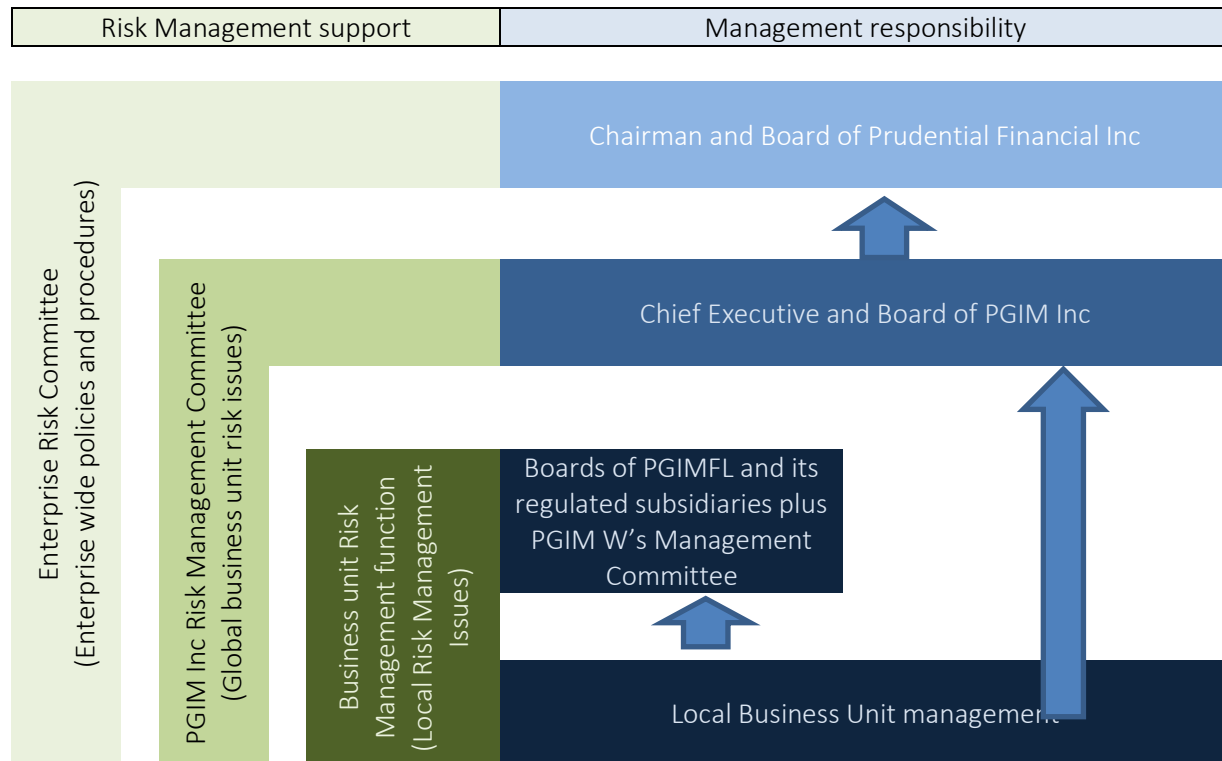 Risk Management support
Management responsibility
Chairman and Board of Prudential Financial Inc
Enterprise Risk Committee
(Enterprise wide policies and procedures)
Chief Executive and Board of PGIM Inc
PGIM Inc Risk Management Committee
(Global business unit risk issues)
Boards of PGIMFL and its
regulated subsidiaries plus
PGIM W’s Management
Committee
Business unit Risk
Management function
(Local Risk Management
Issues)
Local Business Unit management